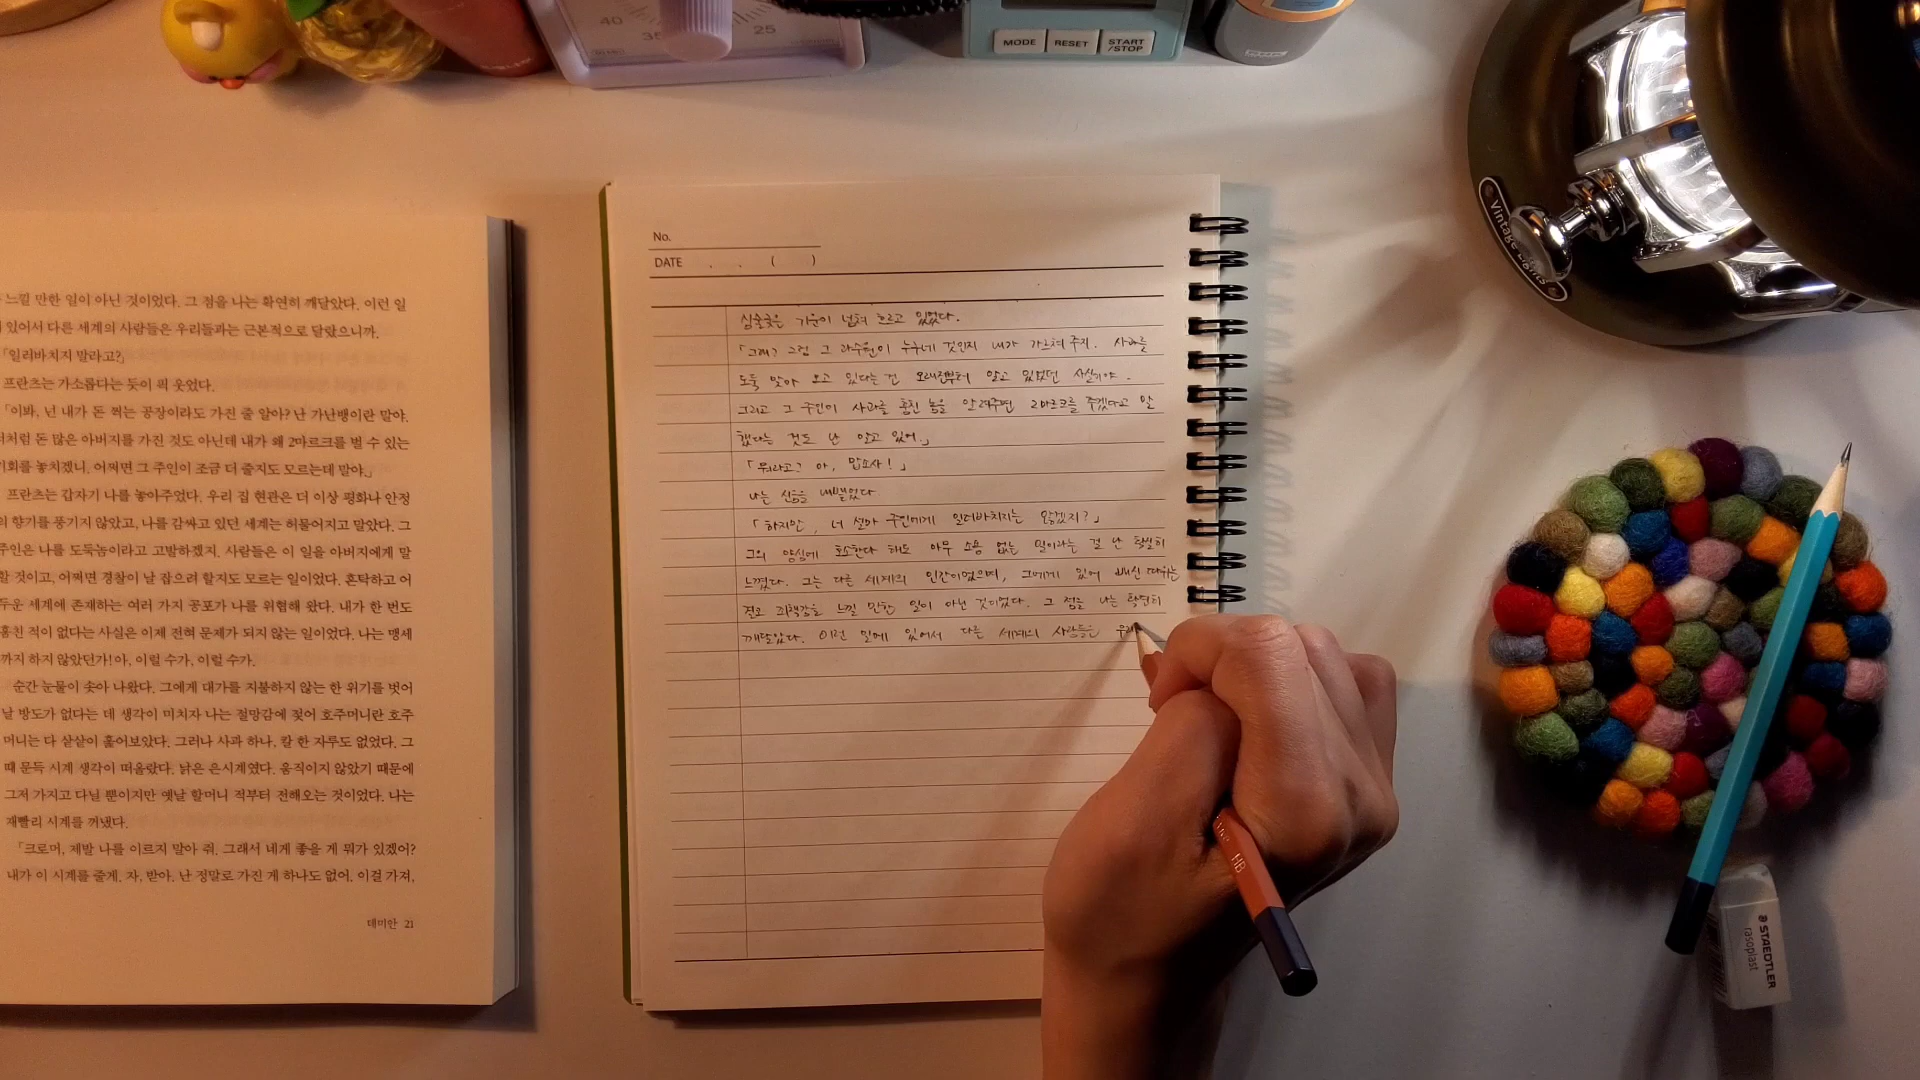 40
35
25
MODE
RESET
START
/STOP
느낄 만한 일이 아닌 것이었다. 그 점을 나는 확연히 깨달았다. 이런 일
있어서 다른 세계의 사람들은 우리들과는 근본적으로 달랐으니까.
「일러바치지 말라고?」
프란츠는 가소롭다는 듯이 픽 웃었다.
「이봐, 넌 내가 돈 찍는 공장이라도 가진 줄 알아? 난 가난뱅이란 말야.
처럼 돈 많은 아버지를 가진 것도 아닌데 내가 왜 2마르크를 벌 수 있는
기회를 놓치겠니. 어쩌면 그 주인이 조금 더 줄지도 모르는데 말야.」
프란츠는 갑자기 나를 놓아주었다. 우리 집 현관은 더 이상 평화나 안정
의 향기를 풍기지 않았고, 나를 감싸고 있던 세계는 허물어지고 말았다. 그
주인은 나를 도둑놈이라고 고발하겠지. 사람들은 이 일을 아버지에게 말
할 것이고, 어쩌면 경찰이 날 잡으러 할지도 모르는 일이었다. 혼탁하고 어
두운 세계에 존재하는 여러 가지 공포가 나를 위협해 왔다. 내가 한 번도
훔친 적이 없다는 사실은 이제 전혀 문제가 되지 않는 일이었다. 나는 맹세
까지 하지 않았던가! 아, 이럴 수가, 이럴 수가.
순간 눈물이 솟아 나왔다. 그에게 대가를 지불하지 않는 한 위기를 벗어
날 방도가 없다는 데 생각이 미치자 나는 절망감에 젖어 호주머니란 호주
머니는 다 샅샅이 훑어보았다. 그러나 사과 하나, 칼 한 자루도 없었다. 그
때 문득 시계 생각이 떠올랐다. 낡은 은시계였다. 움직이지 않았기 때문에
그저 가지고 다닐 뿐이지만 옛날 할머니 적부터 전해오는 것이었다. 나는
재빨리 시계를 꺼냈다.
「크로머, 제발 나를 이르지 말아 줘. 그래서 네게 좋을 게 뭐가 있겠어?
내가 이 시계를 줄게. 자, 받아. 난 정말로 가진 게 하나도 없어. 이걸 가져,
데미안 21
No.
DATE . . ( )
심술궂은 기운이 넘쳐 흐르고 있었다.
「그래? 그럼 그 과수원이 누구네 것인지 내가 가르쳐 주지. 사과를
도둑 맞아 오고 있다는 건 오래전부터 알고 있었던 사실이야.
그리고 그 주인이 사과를 훔친 놈을 알려주면 2마르크를 주겠다고 말
했다는 것도 난 알고 있어.」
「뭐라고? 아, 맙소사!」
나는 신음을 내뱉었다.
「하지만, 너 설마 주인에게 일러바치지는 않겠지?」
그의 양심에 호소한다 해도 아무 소용 없는 일이라는 걸 난 확실히
느꼈다. 그는 다른 세계의 인간이었으며, 그에게 있어 배신 따위는
결코 죄책감을 느낄 만한 일이 아닌 것이었다. 그 점을 나는 확연히
깨달았다. 이런 일에 있어서 다른 세계의 사람들은 우리
HB
Vintage
STAEDTLER
rasoplast